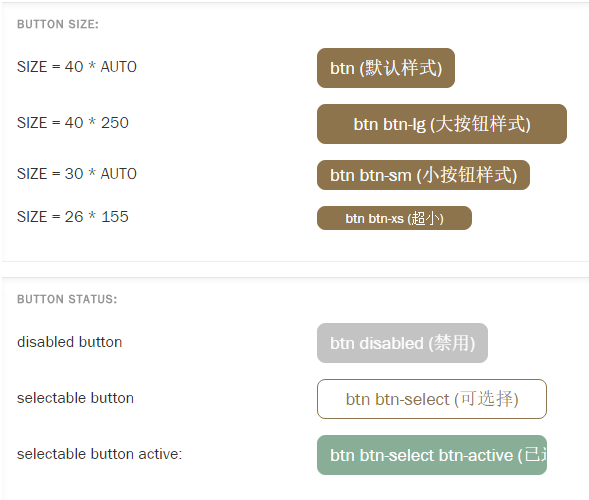 BUTTON SIZE:
SIZE = 40 * AUTO
btn (默认样式)
SIZE = 40 * 250
btn btn-lg (大按钮样式)
SIZE = 30 * AUTO
btn btn-sm (小按钮样式)
SIZE = 26 * 155
btn btn-xs (超小)
BUTTON STATUS:
disabled button
btn disabled (禁用)
selectable button
btn btn-select (可选择)
selectable button active:
btn btn-select btn-active (已